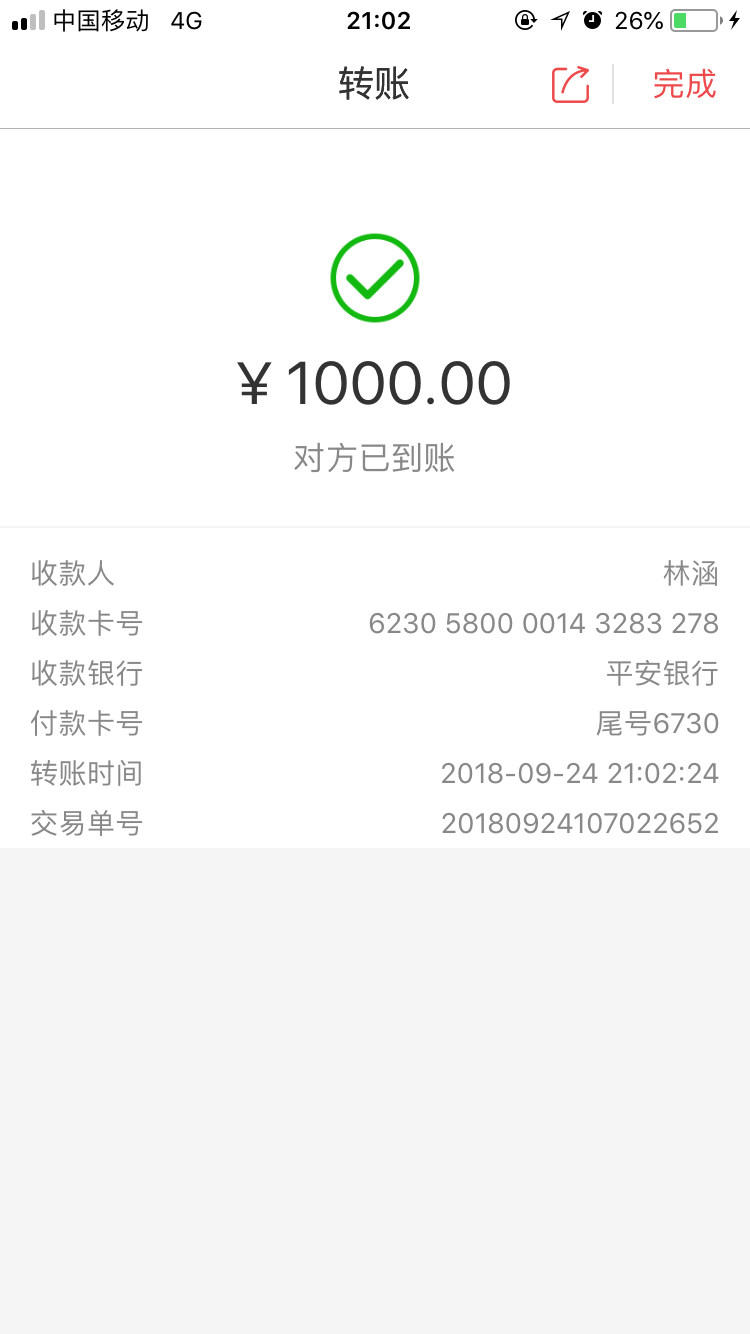 中国移动 4G 21:02 26%
转账 完成
¥ 1000.00
对方已到账
收款人 林涵
收款卡号 6230 5800 0014 3283 278
收款银行 平安银行
付款卡号 尾号6730
转账时间 2018-09-24 21:02:24
交易单号 20180924107022652